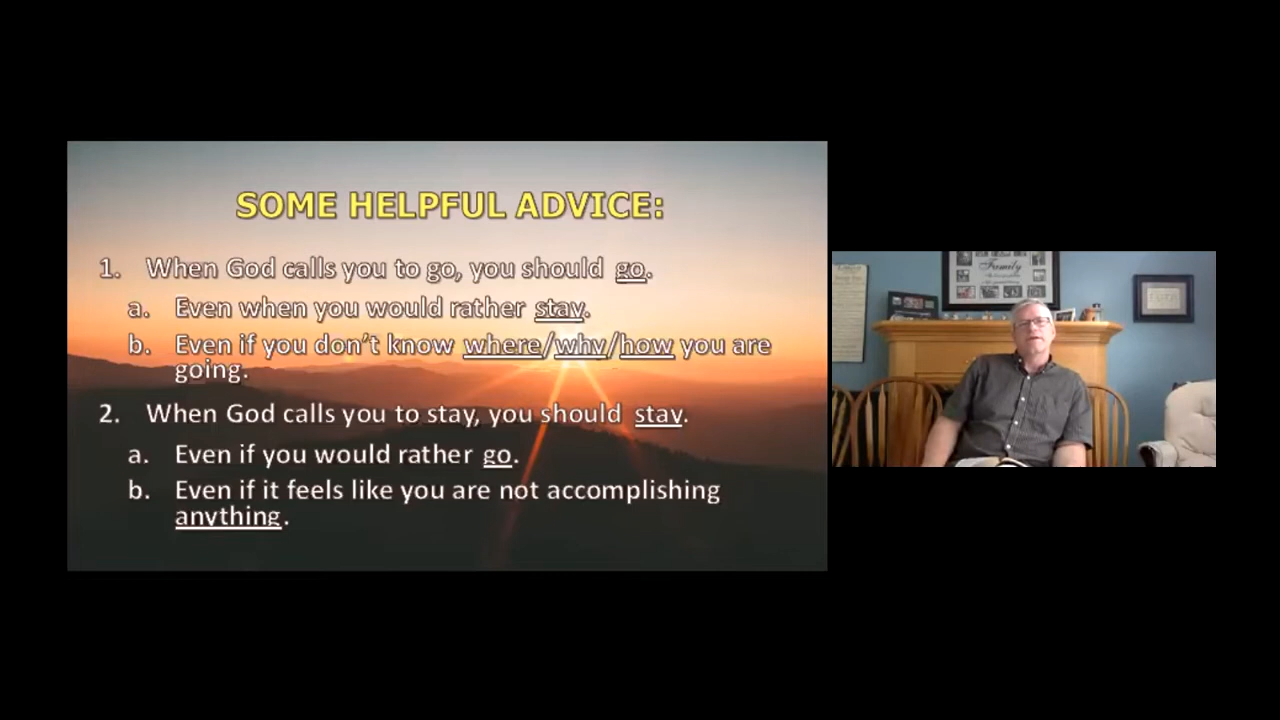 SOME HELPFUL ADVICE:
1. When God calls you to go, you should go.
a. Even when you would rather stay.
b. Even if you don't know where/why/how you are
going.
2. When God calls you to stay, you should stay.
a. Even if you would rather go.
b. Even if it feels like you are not accomplishing
anything.
Family